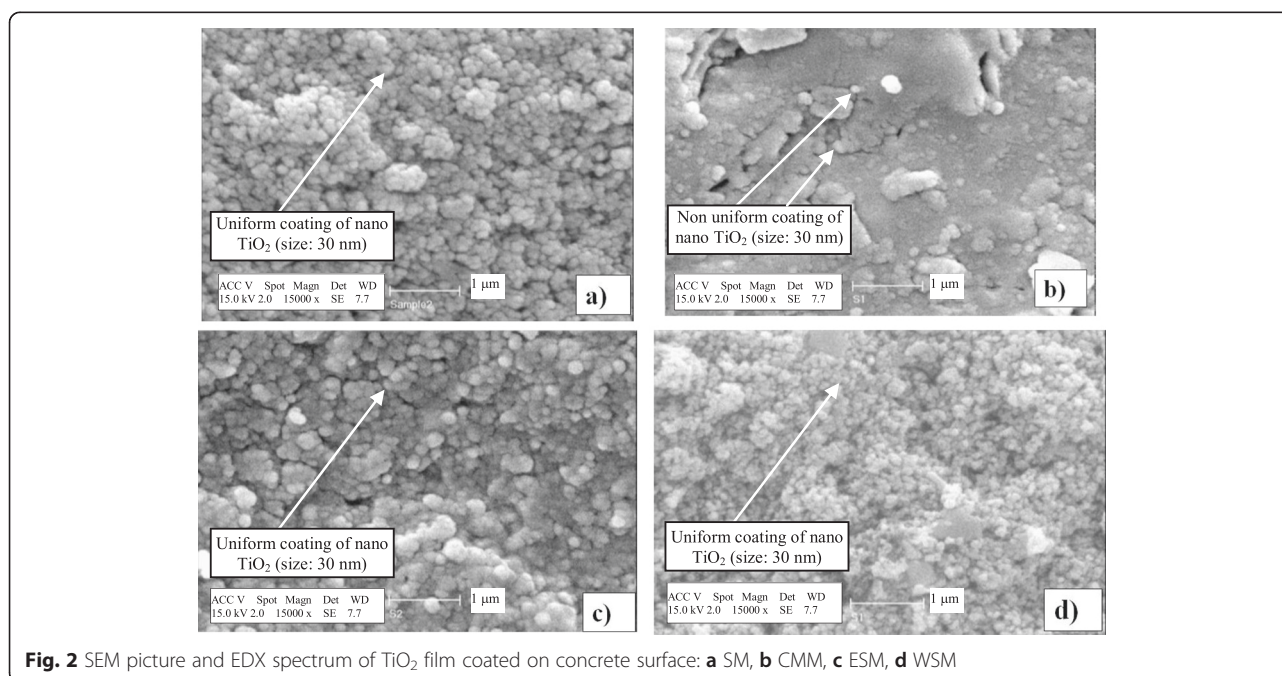 Uniform coating of nano
TiO₂ (size: 30 nm)
ACC V Spot Magn Det WD
15.0 kV 2.0 15000 x SE 7.7
1 μm
Sample2
a)
Non uniform coating of
nano TiO₂ (size: 30 nm)
ACC V Spot Magn Det WD
15.0 kV 2.0 15000 x SE 7.7
1 μm
S1
b)
Uniform coating of nano
TiO₂ (size: 30 nm)
ACC V Spot Magn Det WD
15.0 kV 2.0 15000 x SE 7.7
1 μm
S2
c)
Uniform coating of nano
TiO₂ (size: 30 nm)
ACC V Spot Magn Det WD
15.0 kV 2.0 15000 x SE 7.7
1 μm
d)
Fig. 2 SEM picture and EDX spectrum of TiO₂ film coated on concrete surface: a SM, b CMM, c ESM, d WSM